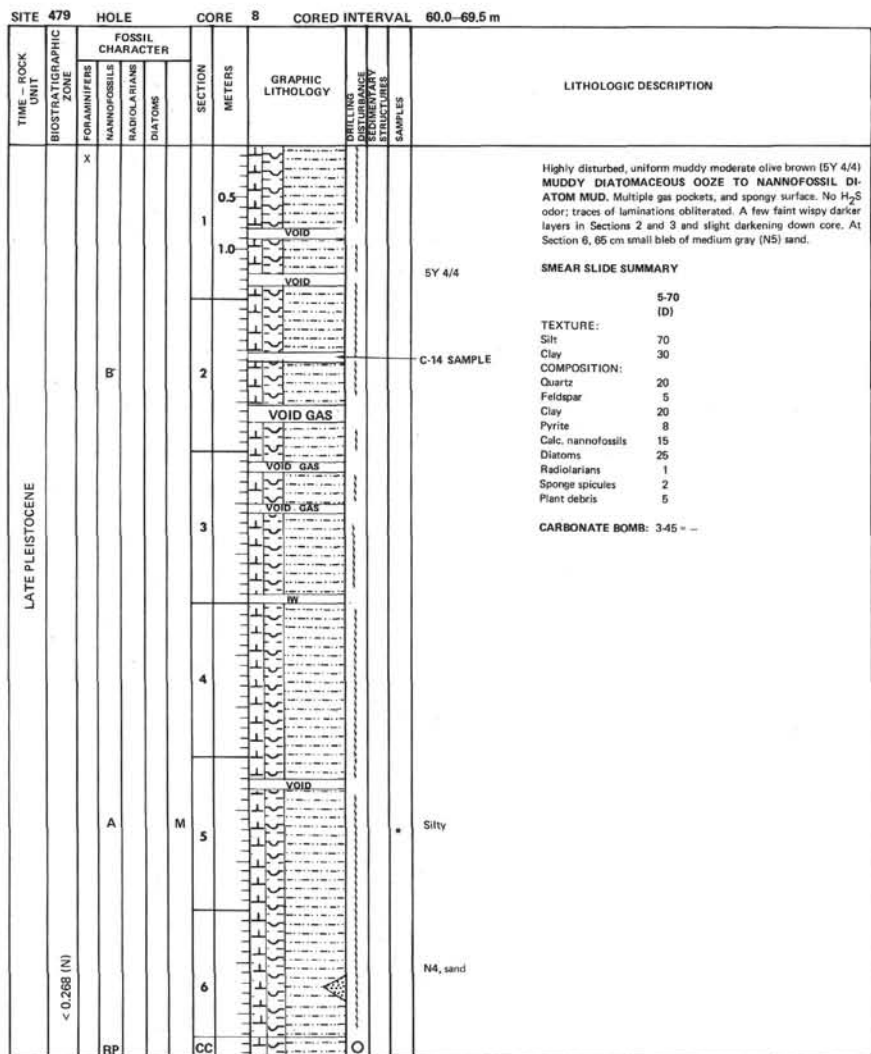 SITE 479 HOLE CORE 8 CORED INTERVAL 60.0–69.5 m
TIME – ROCK UNIT
BIOSTRATIGRAPHIC ZONE
FOSSIL CHARACTER
FORAMINIFERS
NANNOFOSSILS
RADIOLARIANS
DIATOMS
SECTION
METERS
GRAPHIC LITHOLOGY
DRILLING DISTURBANCE
SEDIMENTARY STRUCTURES
SAMPLES
LITHOLOGIC DESCRIPTION
LATE PLEISTOCENE
< 0.268 (N)
X
B
A
M
RP
1
0.5
1.0
2
3
4
5
6
CC
VOID
VOID
VOID GAS
VOID GAS
VOID GAS
IW
VOID
*
5Y 4/4
C-14 SAMPLE
Silty
N4, sand
Highly disturbed, uniform muddy moderate olive brown (5Y 4/4)
MUDDY DIATOMACEOUS OOZE TO NANNOFOSSIL DI-
ATOM MUD. Multiple gas pockets, and spongy surface. No H2S
odor; traces of laminations obliterated. A few faint wispy darker
layers in Sections 2 and 3 and slight darkening down core. At
Section 6, 65 cm small bleb of medium gray (N5) sand.
SMEAR SLIDE SUMMARY
5-70
(D)
TEXTURE:
Silt 70
Clay 30
COMPOSITION:
Quartz 20
Feldspar 5
Clay 20
Pyrite 8
Calc. nannofossils 15
Diatoms 25
Radiolarians 1
Sponge spicules 2
Plant debris 5
CARBONATE BOMB: 3-45 = –